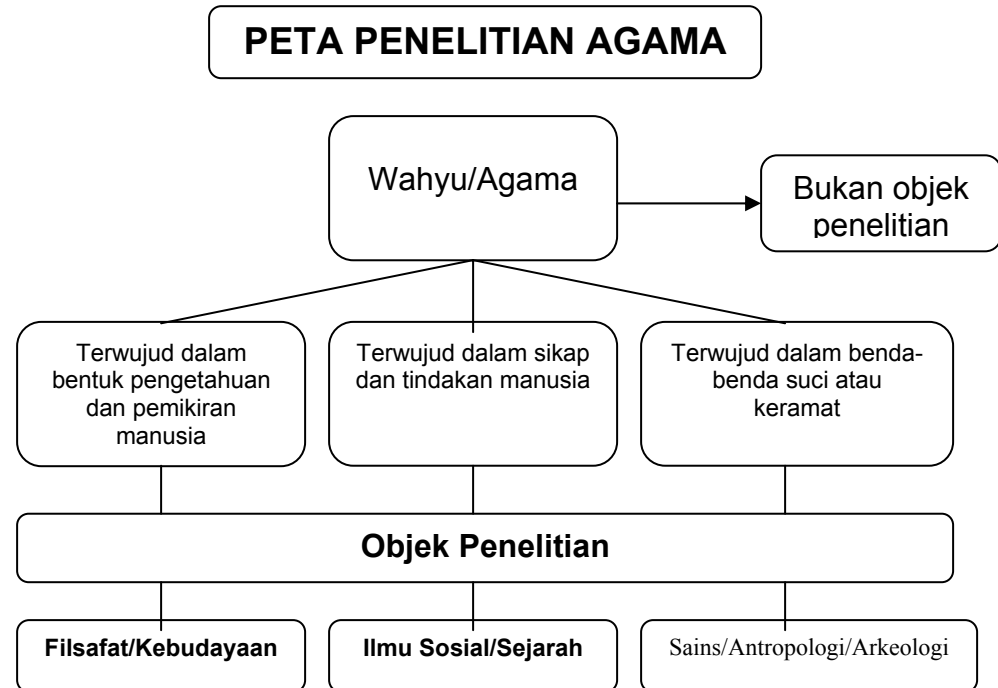 PETA PENELITIAN AGAMA
Wahyu/Agama
Bukan objek
penelitian
Terwujud dalam
bentuk pengetahuan
dan pemikiran
manusia
Terwujud dalam sikap
dan tindakan manusia
Terwujud dalam benda-
benda suci atau
keramat
Objek Penelitian
Filsafat/Kebudayaan
Ilmu Sosial/Sejarah
Sains/Antropologi/Arkeologi